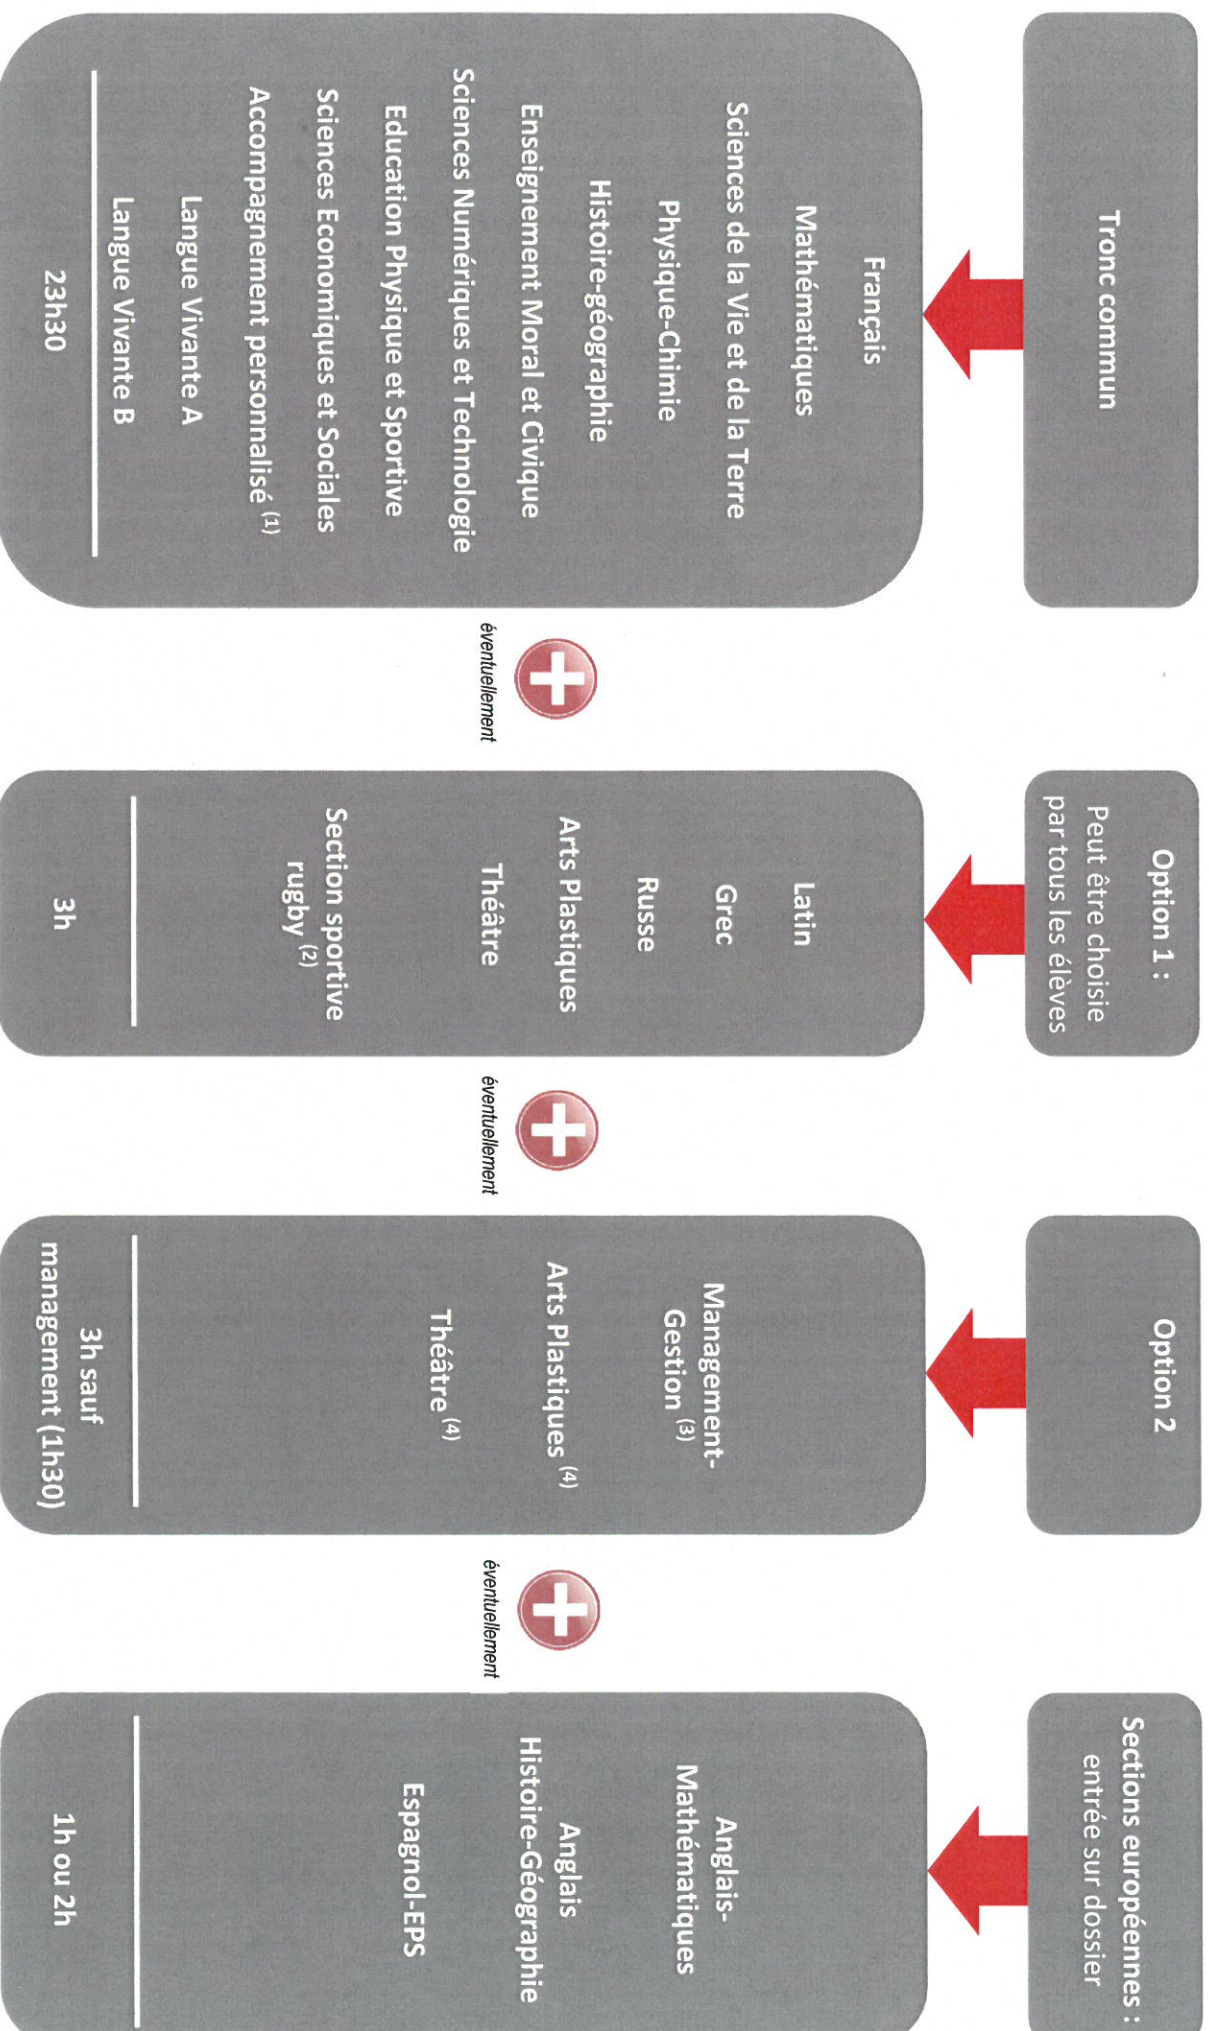 Tronc commun
Français
Mathématiques
Sciences de la Vie et de la Terre
Physique-Chimie
Histoire-géographie
Enseignement Moral et Civique
Sciences Numériques et Technologie
Education Physique et Sportive
Sciences Economiques et Sociales
Accompagnement personnalisé (1)
Langue Vivante A
Langue Vivante B
23h30
éventuellement
Option 1 :
Peut être choisie
par tous les élèves
Latin
Grec
Russe
Arts Plastiques
Théâtre
Section sportive
rugby (2)
3h
éventuellement
Option 2
Management-
Gestion (3)
Arts Plastiques (4)
Théâtre (4)
3h sauf
management (1h30)
éventuellement
Sections européennes :
entrée sur dossier
Anglais-
Mathématiques
Anglais
Histoire-Géographie
Espagnol-EPS
1h ou 2h